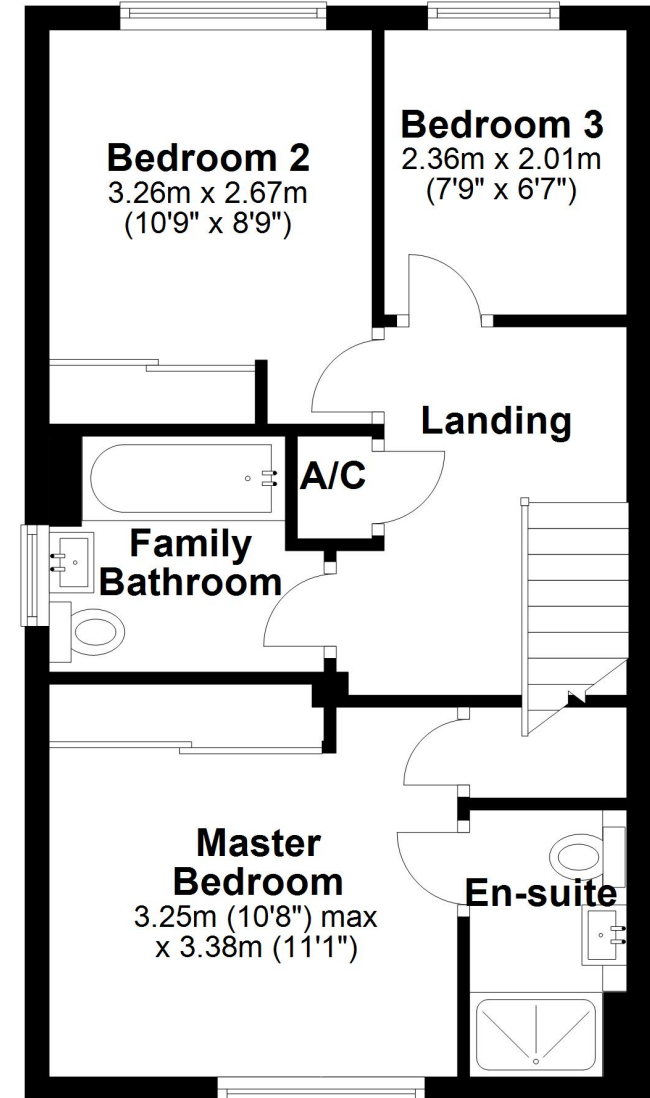 Bedroom 2
3.26m x 2.67m
(10'9" x 8'9")
Bedroom 3
2.36m x 2.01m
(7'9" x 6'7")
Landing
A/C
Family
Bathroom
Master
Bedroom
3.25m (10'8") max
x 3.38m (11'1")
En-suite